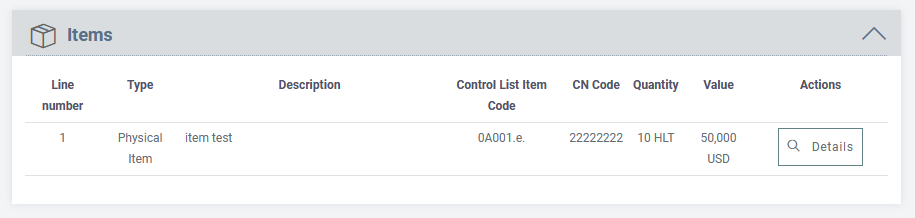 Items
Line number Type Description Control List Item Code CN Code Quantity Value Actions
1 Physical Item item test 0A001.e. 22222222 10 HLT 50,000 USD Details